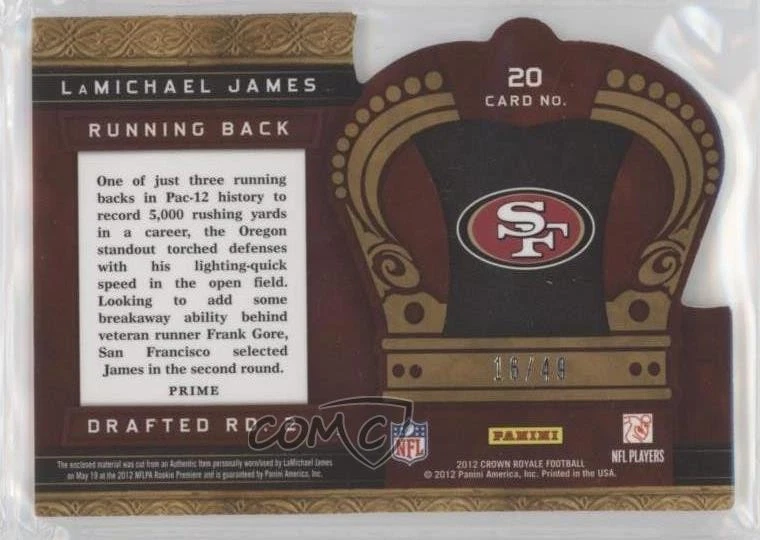 LaMICHAEL JAMES
RUNNING BACK
One of just three running
backs in Pac-12 history to
record 5,000 rushing yards
in a career, the Oregon
standout torched defenses
with his lighting-quick
speed in the open field.
Looking to add some
breakaway ability behind
veteran runner Frank Gore,
San Francisco selected
James in the second round.
PRIME
DRAFTED RD. 2
The enclosed material was cut from an Authentic Item personally worn/used by LaMichael James
on May 19 at the 2012 NFLPA Rookie Premiere and is guaranteed by Panini America, Inc.
20
CARD NO.
SF
16/49
COMC
NFL
PANINI
NFL PLAYERS
2012 CROWN ROYALE FOOTBALL
© 2012 Panini America, Inc. Printed in the USA.